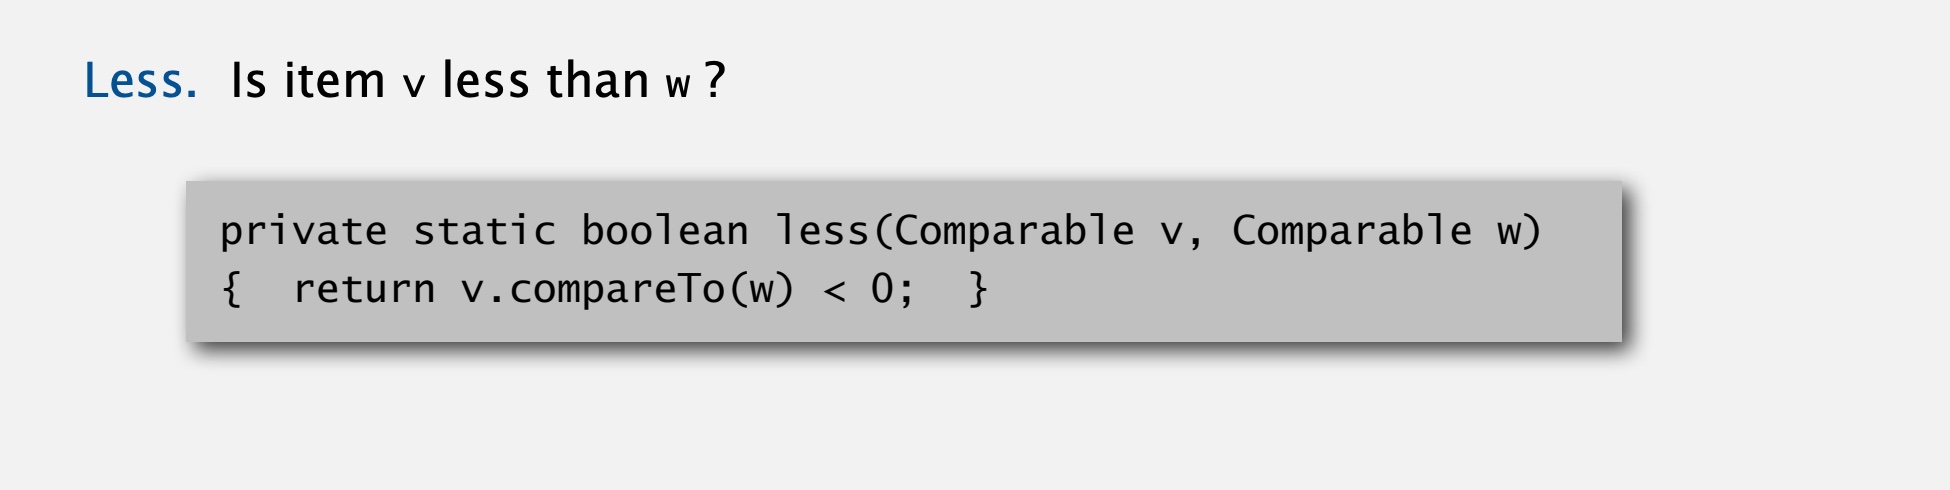 Less. Is item v less than w ?
private static boolean less(Comparable v, Comparable w)
{  return v.compareTo(w) < 0;  }